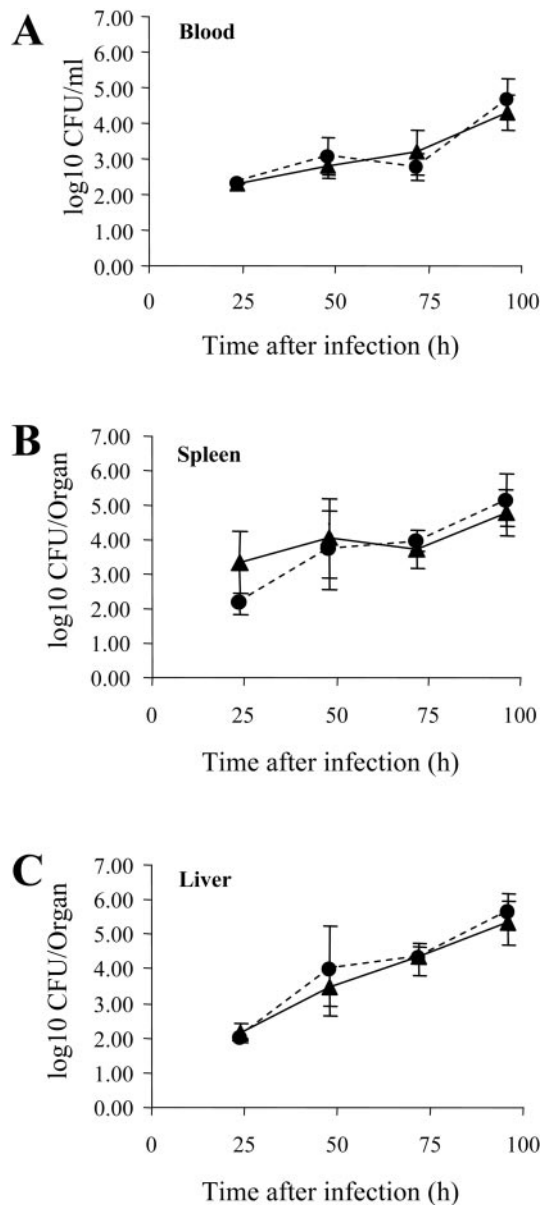 A
Blood
log10 CFU/ml
7.00
6.00
5.00
4.00
3.00
2.00
1.00
0.00
0 25 50 75 100
Time after infection (h)
B
Spleen
log10 CFU/Organ
7.00
6.00
5.00
4.00
3.00
2.00
1.00
0.00
0 25 50 75 100
Time after infection (h)
C
Liver
log10 CFU/Organ
7.00
6.00
5.00
4.00
3.00
2.00
1.00
0.00
0 25 50 75 100
Time after infection (h)